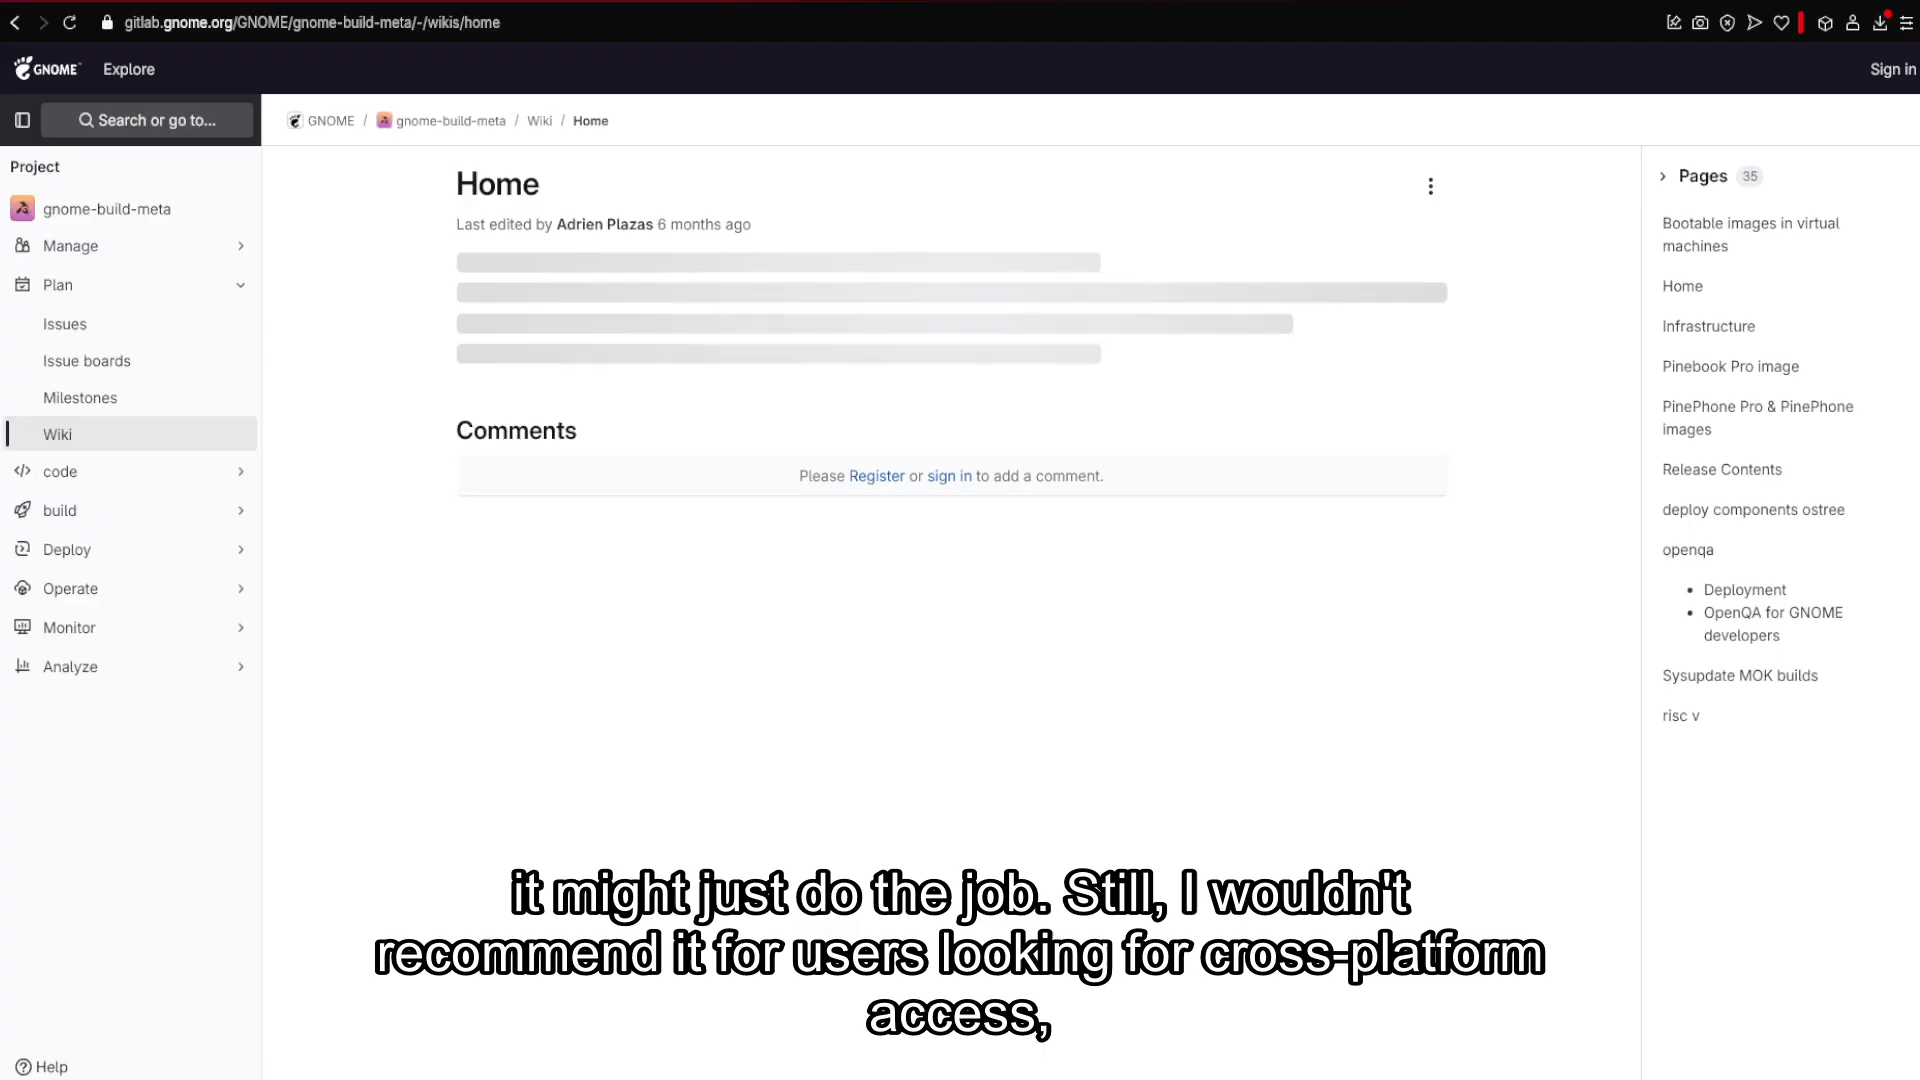 gitlab.gnome.org/GNOME/gnome-build-meta/-/wikis/home
GNOME
Explore
Sign in
Search or go to...
GNOME / gnome-build-meta / Wiki / Home
Project
gnome-build-meta
Manage
Plan
Issues
Issue boards
Milestones
Wiki
code
build
Deploy
Operate
Monitor
Analyze
Help
Home
Last edited by Adrien Plazas 6 months ago
Comments
Please Register or sign in to add a comment.
Pages 35
Bootable images in virtual
machines
Home
Infrastructure
Pinebook Pro image
PinePhone Pro & PinePhone
images
Release Contents
deploy components ostree
openqa
• Deployment
• OpenQA for GNOME
developers
Sysupdate MOK builds
risc v
it might just do the job. Still, I wouldn't
recommend it for users looking for cross-platform
access,